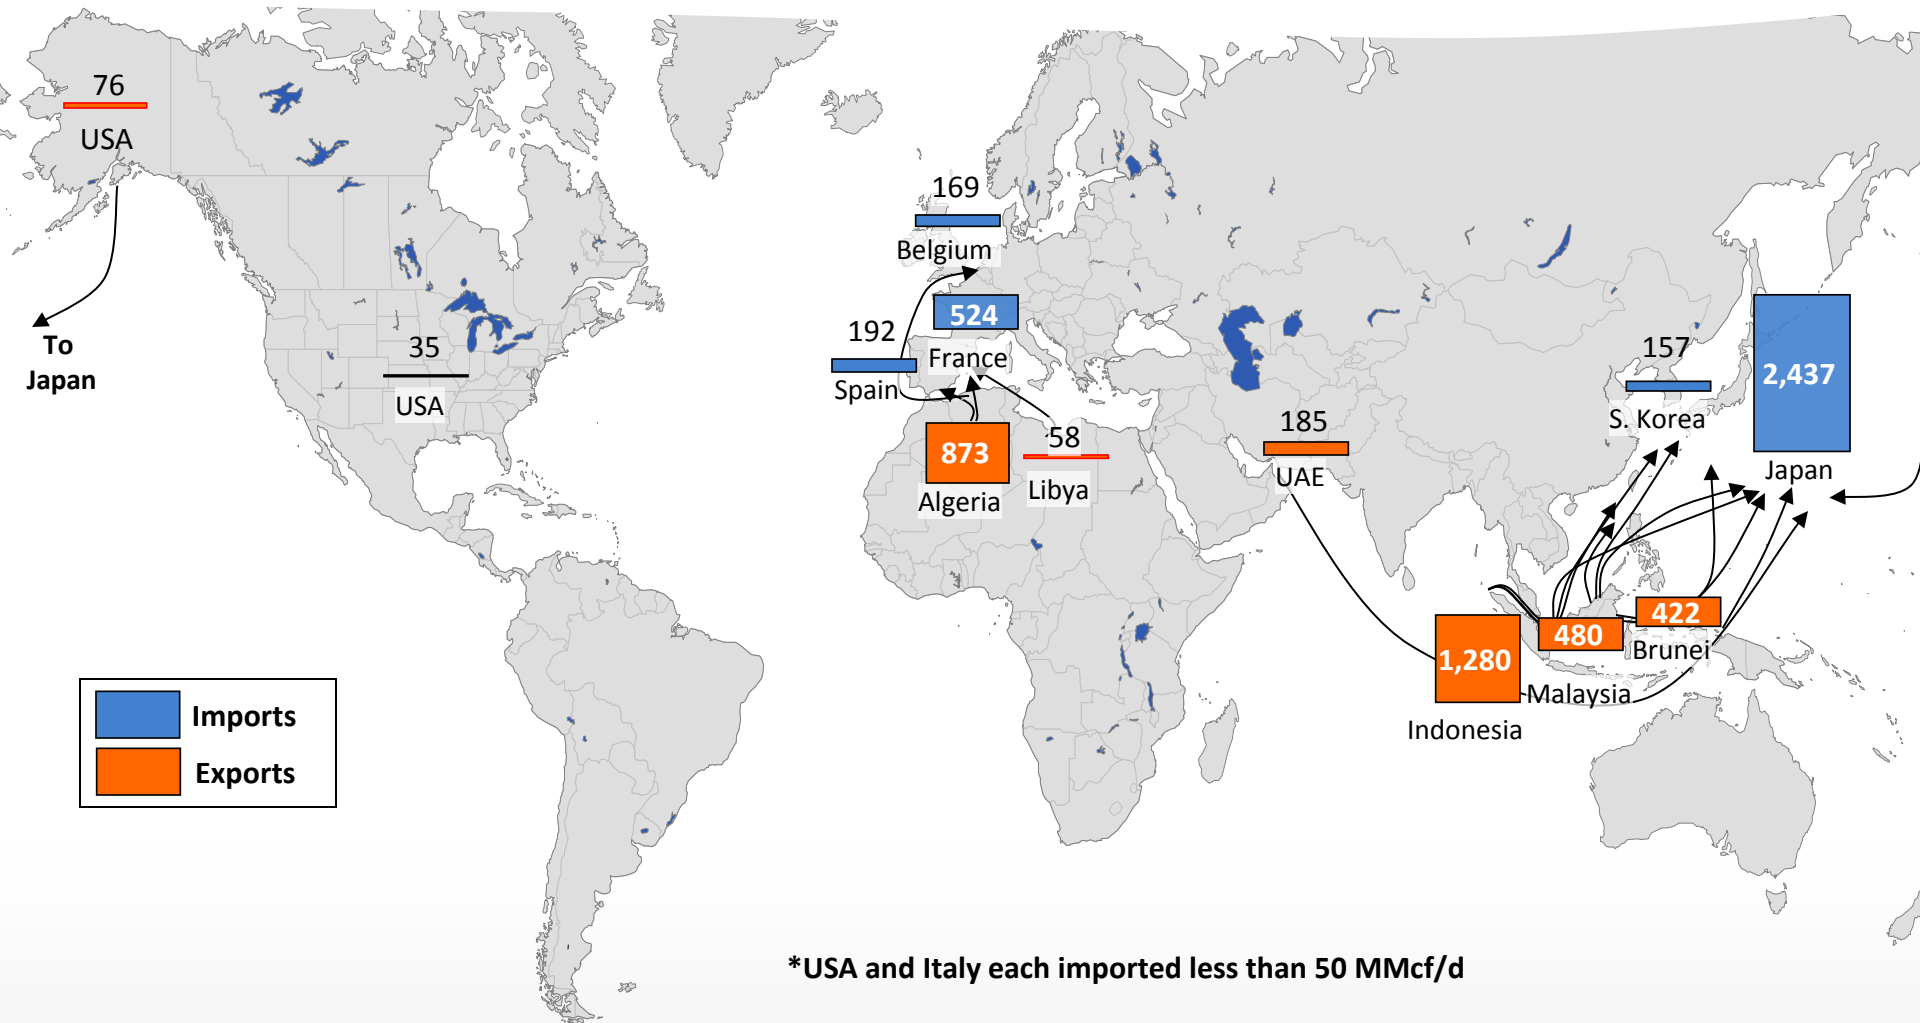 76
USA
To
Japan
35
USA
169
Belgium
524
France
192
Spain
873
Algeria
58
Libya
185
UAE
157
S. Korea
2,437
Japan
1,280
Indonesia
480
Malaysia
422
Brunei
Imports
Exports
*USA and Italy each imported less than 50 MMcf/d